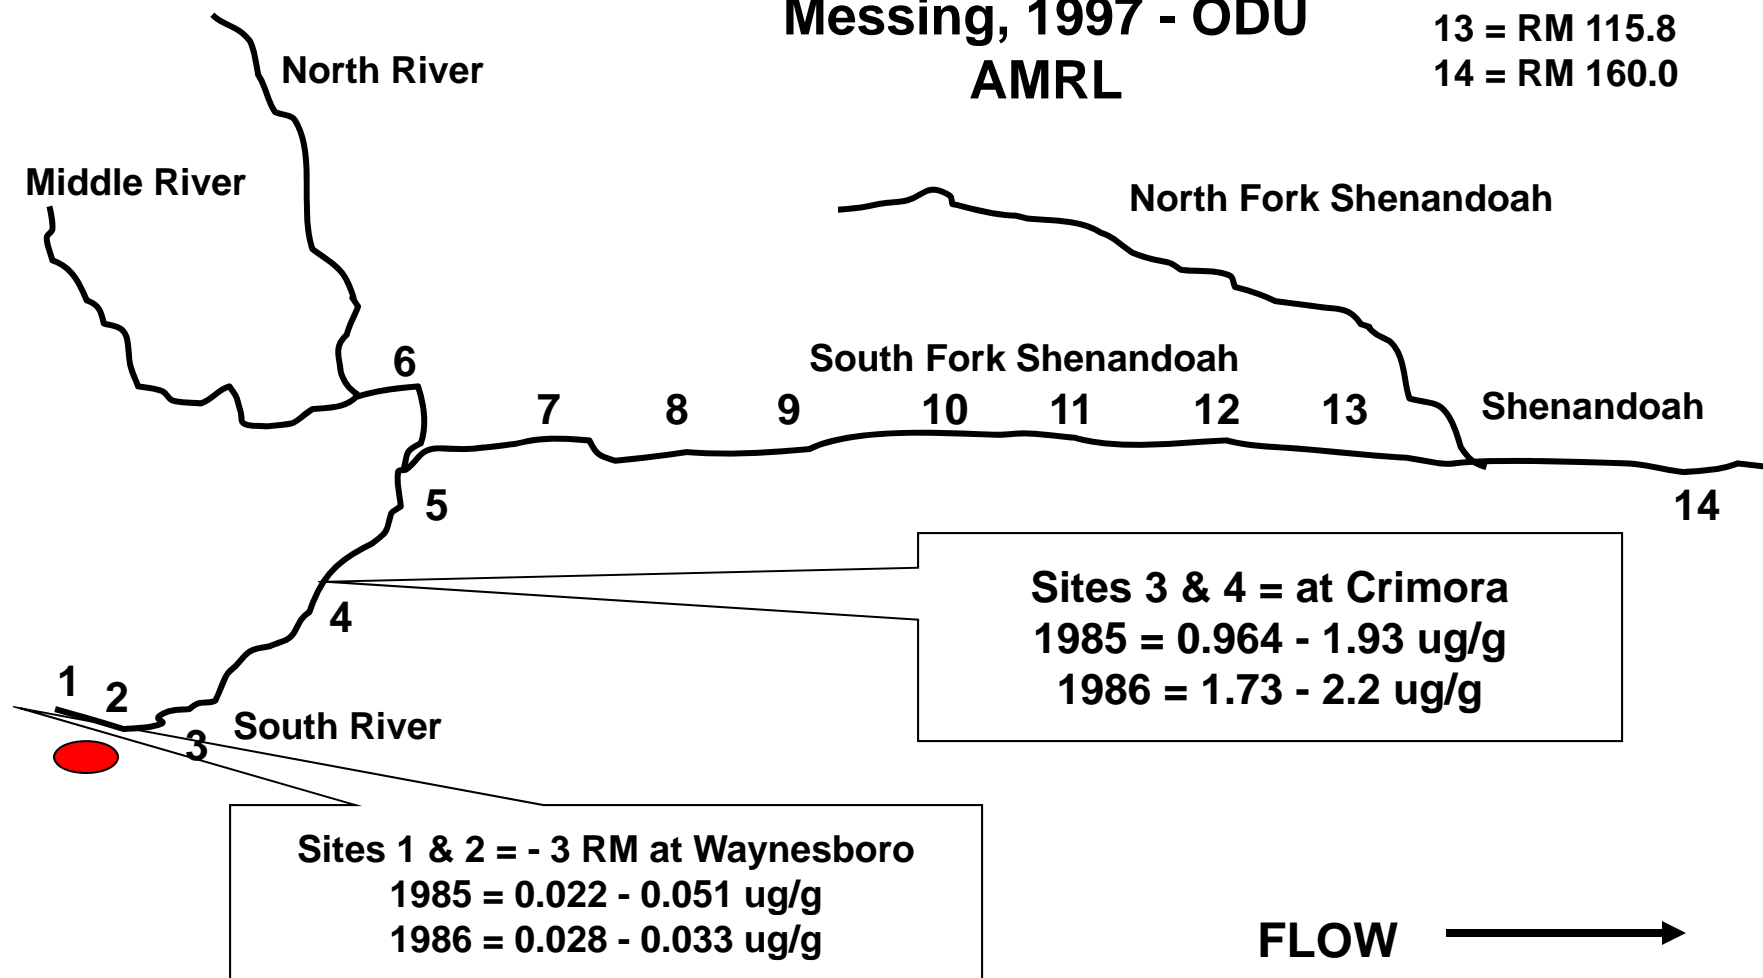 Messing, 1997 - ODU
AMRL
13 = RM 115.8
14 = RM 160.0
North River
Middle River
North Fork Shenandoah
6
South Fork Shenandoah
7
8
9
10
11
12
13
Shenandoah
5
14
4
Sites 3 & 4 = at Crimora
1985 = 0.964 - 1.93 ug/g
1986 = 1.73 - 2.2 ug/g
1
2
3
South River
Sites 1 & 2 = - 3 RM at Waynesboro
1985 = 0.022 - 0.051 ug/g
1986 = 0.028 - 0.033 ug/g
FLOW